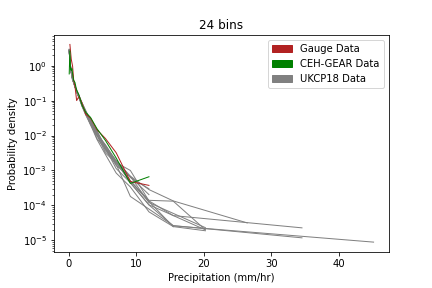 24 bins
Gauge Data
CEH-GEAR Data
UKCP18 Data
Probability density
10⁰
10⁻¹
10⁻²
10⁻³
10⁻⁴
10⁻⁵
0 10 20 30 40
Precipitation (mm/hr)